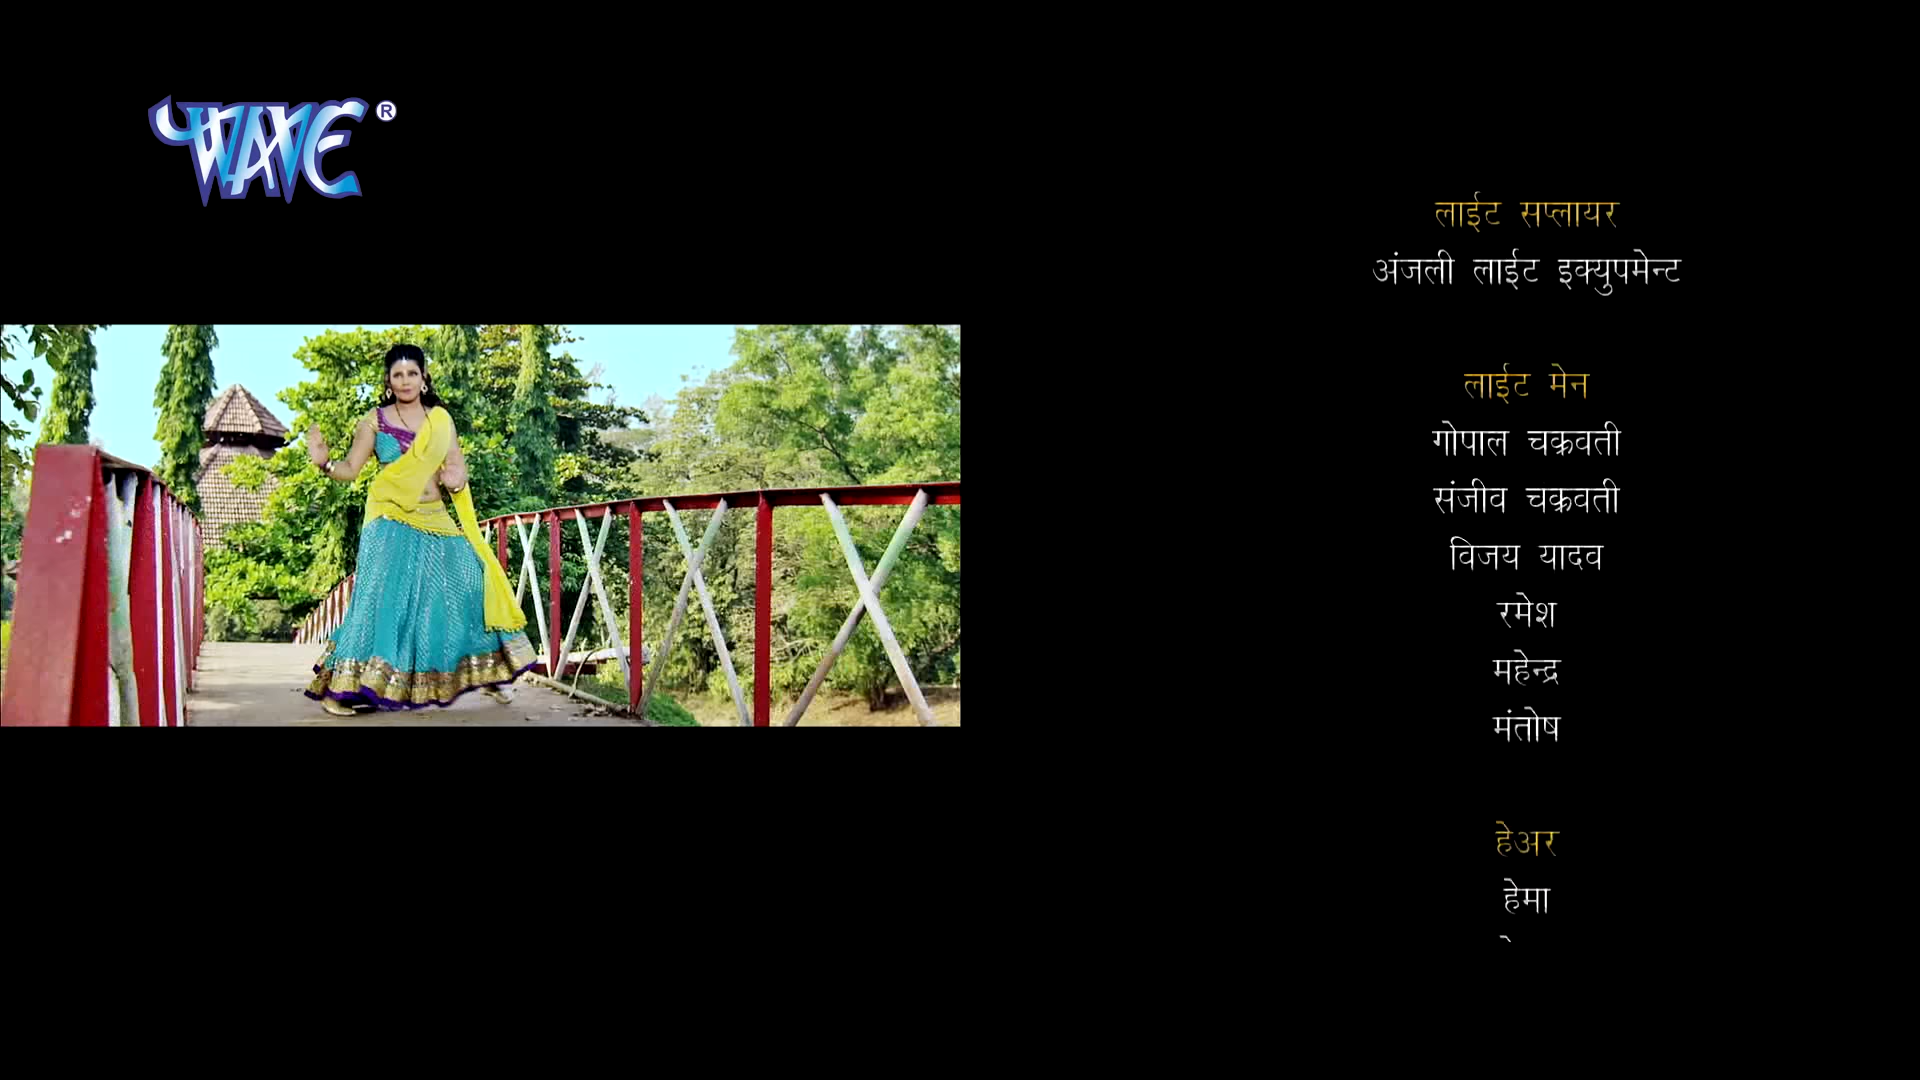 WAVE ®
लाईट सप्लायर
अंजली लाईट इक्युपमेन्ट
लाईट मेन
गोपाल चक्रवती
संजीव चक्रवती
विजय यादव
रमेश
महेन्द्र
मंतोष
हेअर
हेमा